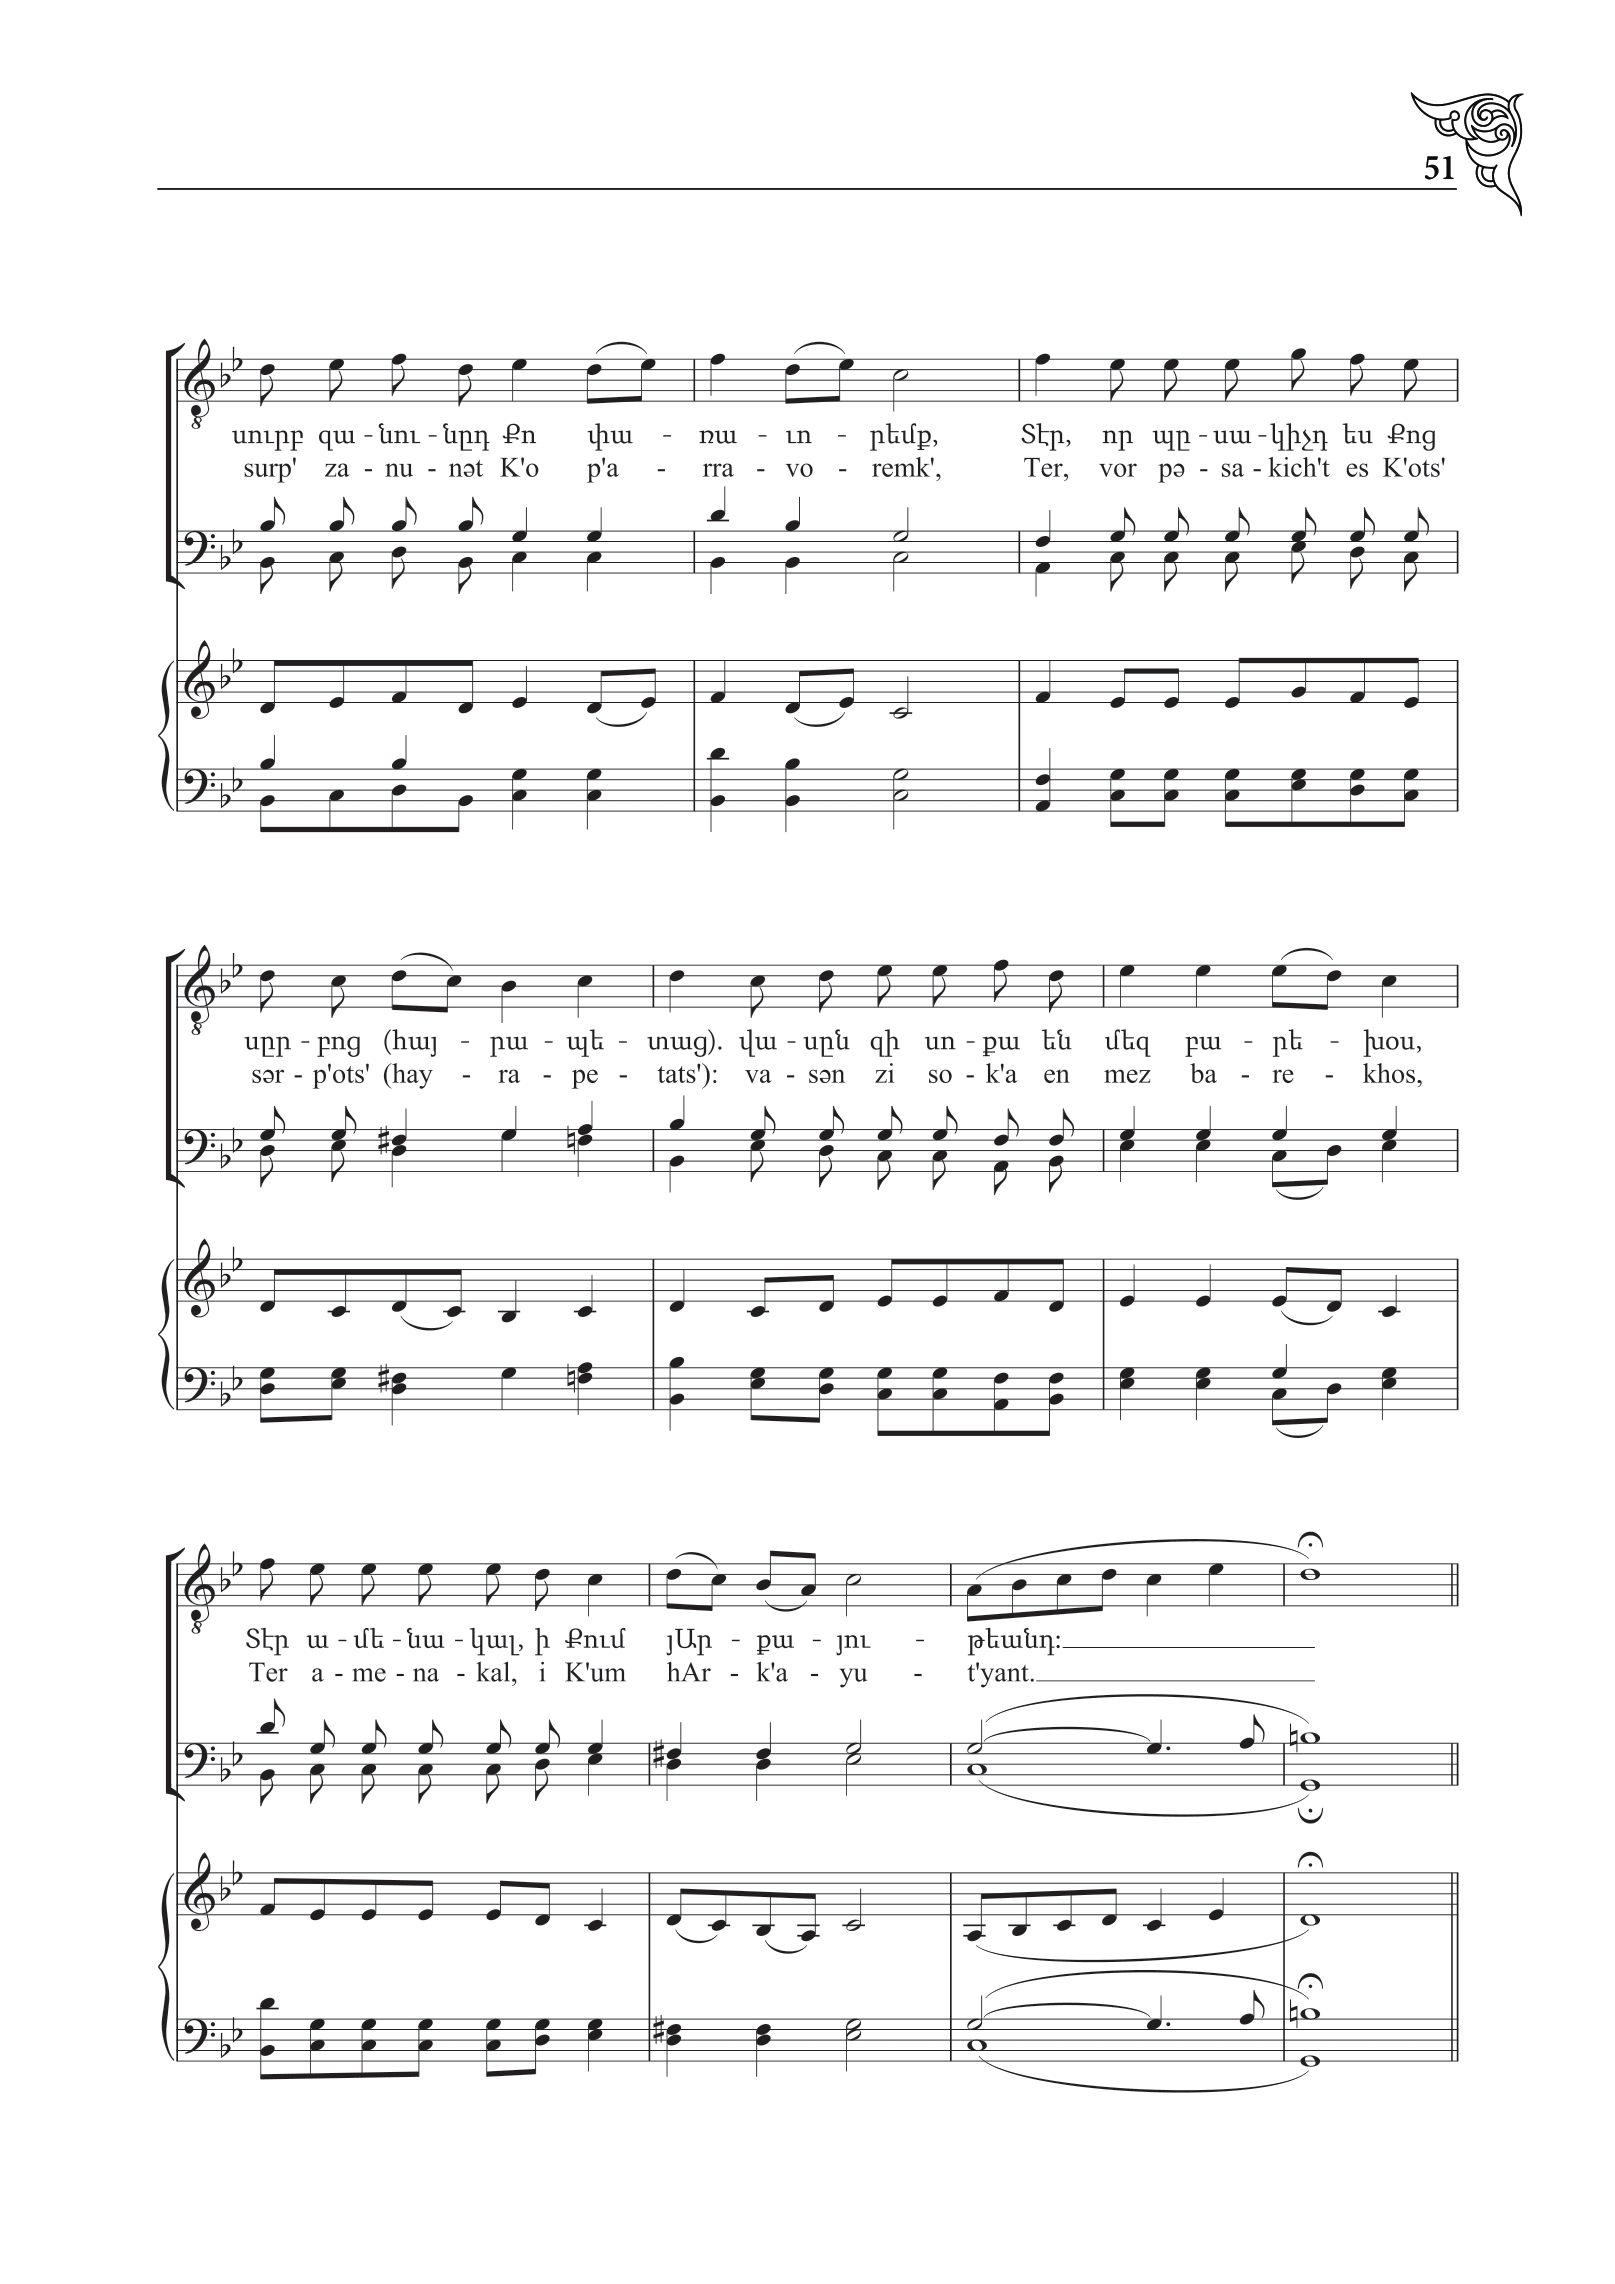 51
սուրբ զա - նու - նըդ Քո փա - ռա - ւո - րեմք, Տէր, որ պը - սա - կիչդ ես Քոց
surp' za - nu - nət K'o p'a - rra - vo - remk', Ter, vor pə - sa - kich't es K'ots'
սըր - բոց (հայ - րա - պե - տաց). վա - սըն զի սո - քա են մեզ բա - րե - խօս,
sər - p'ots' (hay - ra - pe - tats'): va - sən zi so - k'a en mez ba - re - khos,
Տէր ա - մե - նա - կալ, ի Քում յԱր - քա - յու - թեանդ:
Ter a - me - na - kal, i K'um hAr - k'a - yu - t'yant.